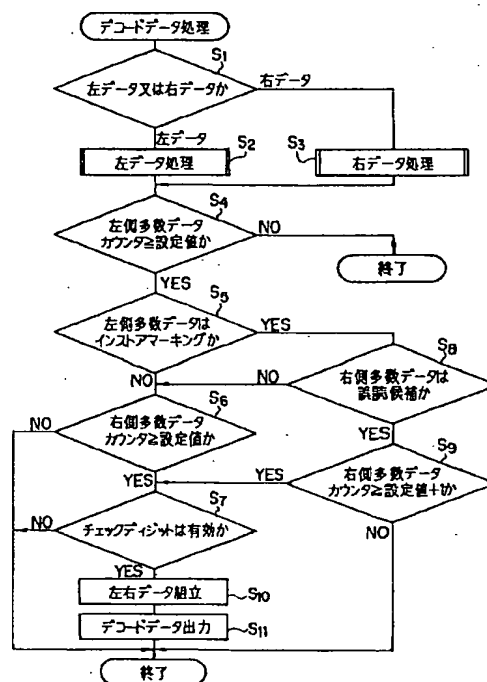 デコードデータ処理
S1
左データ又は右データか
右データ
左データ
S2
左データ処理
S3
右データ処理
S4
左側多数データ
カウンタ≧設定値か
NO
終了
YES
S5
左側多数データは
インストアマーキングか
YES
NO
S8
右側多数データは
誤読候補か
NO
YES
S6
右側多数データ
カウンタ≧設定値か
NO
YES
S9
右側多数データ
カウンタ≧設定値+1か
YES
NO
S7
チェックディジットは有効か
NO
YES
S10
左右データ組立
S11
デコードデータ出力
終了